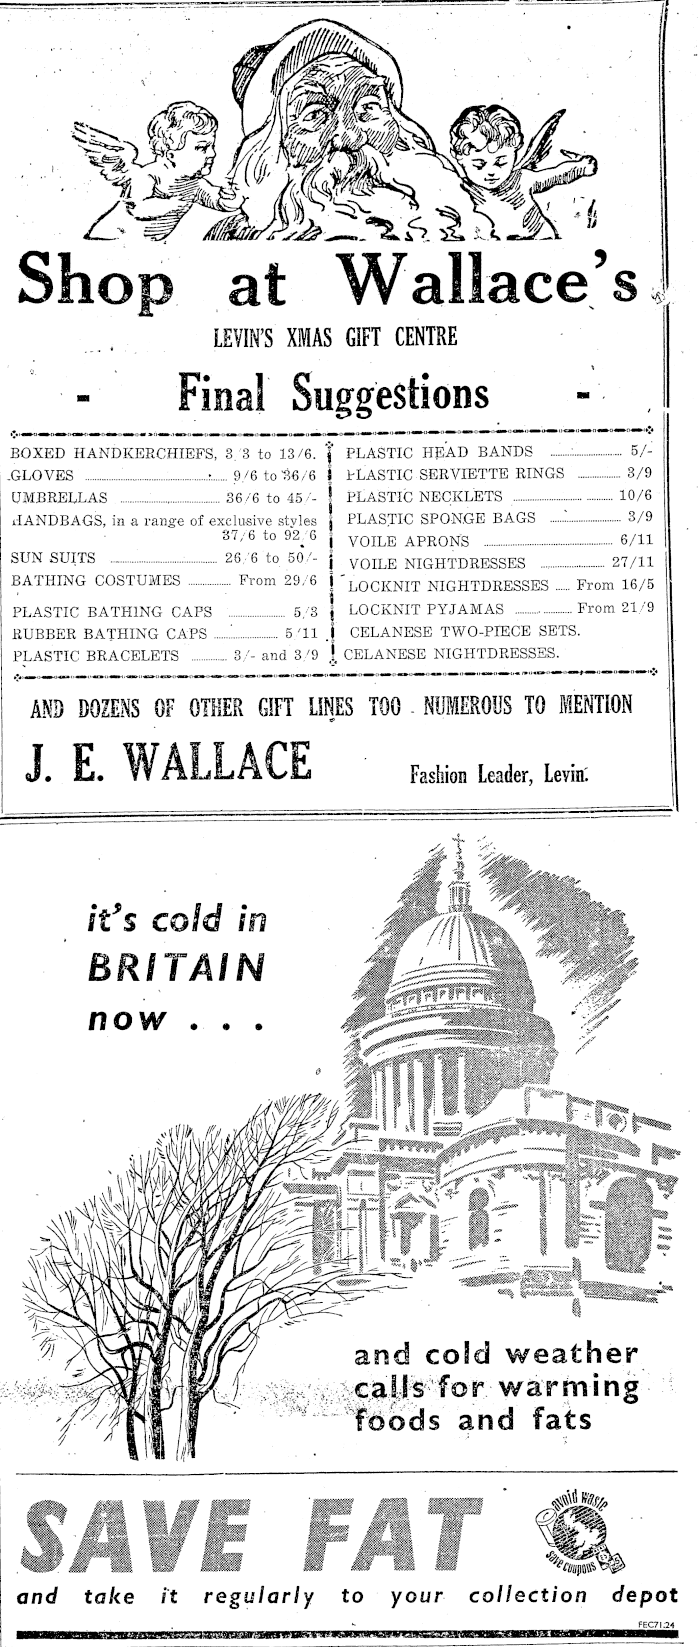 Shop at Wallace's
LEVIN'S XMAS GIFT CENTRE
- Final Suggestions -
BOXED HANDKERCHIEFS, 3/3 to 13/6.
GLOVES 9/6 to 36/6
UMBRELLAS 36/6 to 45/-
HANDBAGS, in a range of exclusive styles
37/6 to 92/6
SUN SUITS 26/6 to 50/-
BATHING COSTUMES From 29/6
PLASTIC BATHING CAPS 5/3
RUBBER BATHING CAPS 5/11
PLASTIC BRACELETS 3/- and 3/9
PLASTIC HEAD BANDS 5/-
PLASTIC SERVIETTE RINGS 3/9
PLASTIC NECKLETS 10/6
PLASTIC SPONGE BAGS 3/9
VOILE APRONS 6/11
VOILE NIGHTDRESSES 27/11
LOCKNIT NIGHTDRESSES From 16/5
LOCKNIT PYJAMAS From 21/9
CELANESE TWO-PIECE SETS.
CELANESE NIGHTDRESSES.
AND DOZENS OF OTHER GIFT LINES TOO NUMEROUS TO MENTION
J. E. WALLACE
Fashion Leader, Levin.
it's cold in
BRITAIN
now . . .
and cold weather
calls for warming
foods and fats
SAVE FAT
avoid waste
save coupons
and take it regularly to your collection depot
FEC71.24